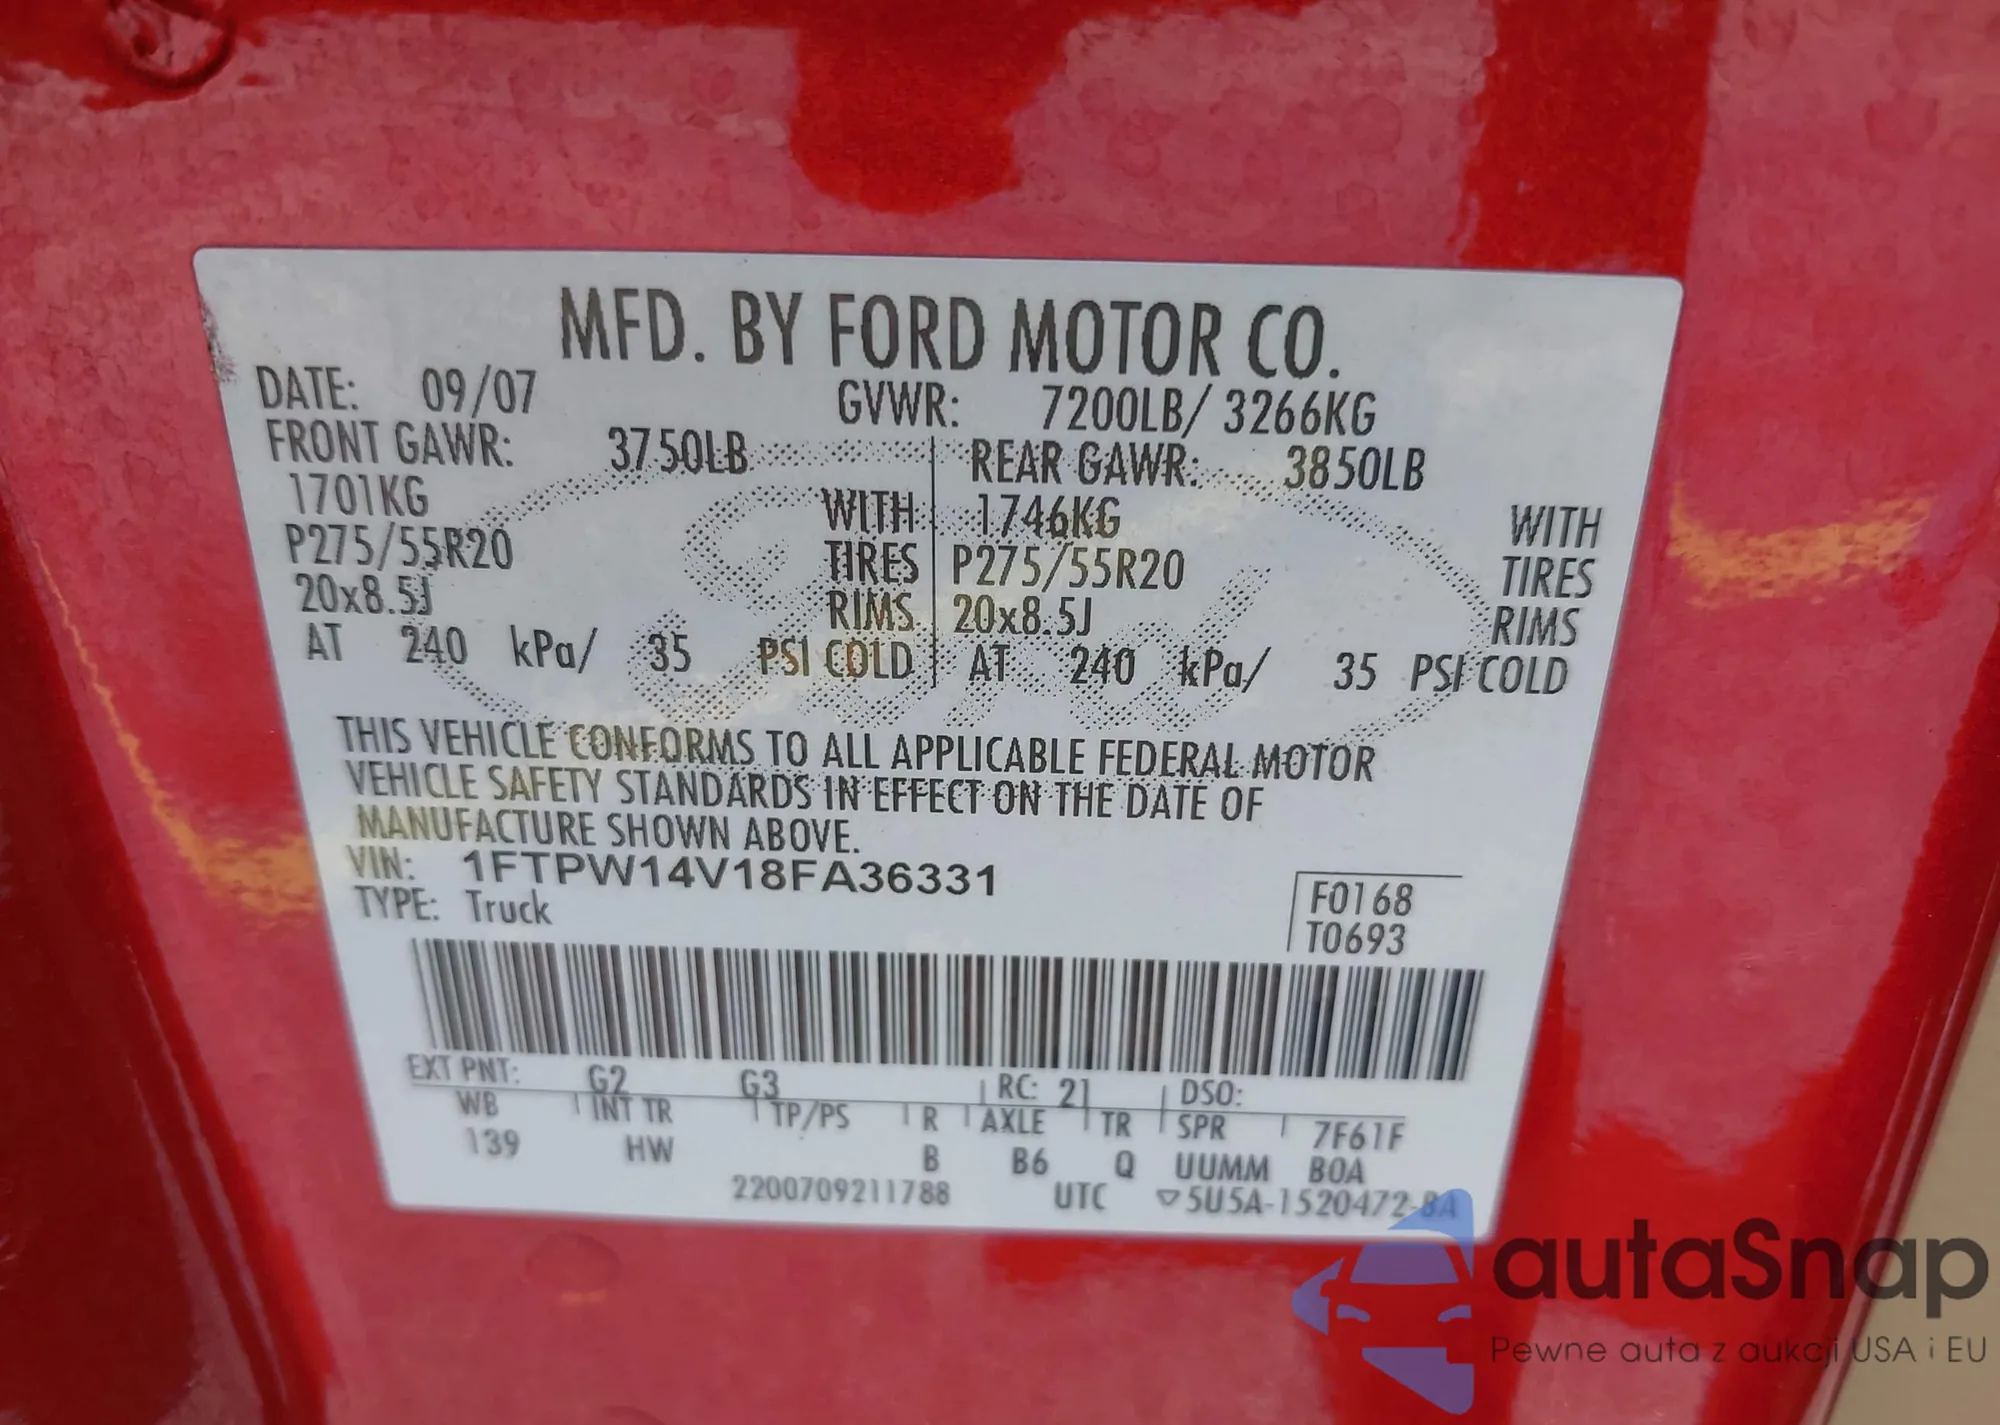 MFD. BY FORD MOTOR CO.
DATE: 09/07 GVWR: 7200LB/ 3266KG
FRONT GAWR: 3750LB REAR GAWR: 3850LB
1701KG WITH 1746KG WITH
P275/55R20 TIRES P275/55R20 TIRES
20x8.5J RIMS 20x8.5J RIMS
AT 240 kPa/ 35 PSI COLD AT 240 kPa/ 35 PSI COLD
THIS VEHICLE CONFORMS TO ALL APPLICABLE FEDERAL MOTOR
VEHICLE SAFETY STANDARDS IN EFFECT ON THE DATE OF
MANUFACTURE SHOWN ABOVE.
VIN: 1FTPW14V18FA36331
TYPE: Truck
F0168
T0693
EXT PNT: G2 G3 RC: 21 DSO:
WB INT TR TP/PS R AXLE TR SPR 7F61F
139 HW B B6 Q UUMM BOA
2200709211788 UTC ▽5U5A-1520472-BA
autaSnap
Pewne auta z aukcji USA i EU